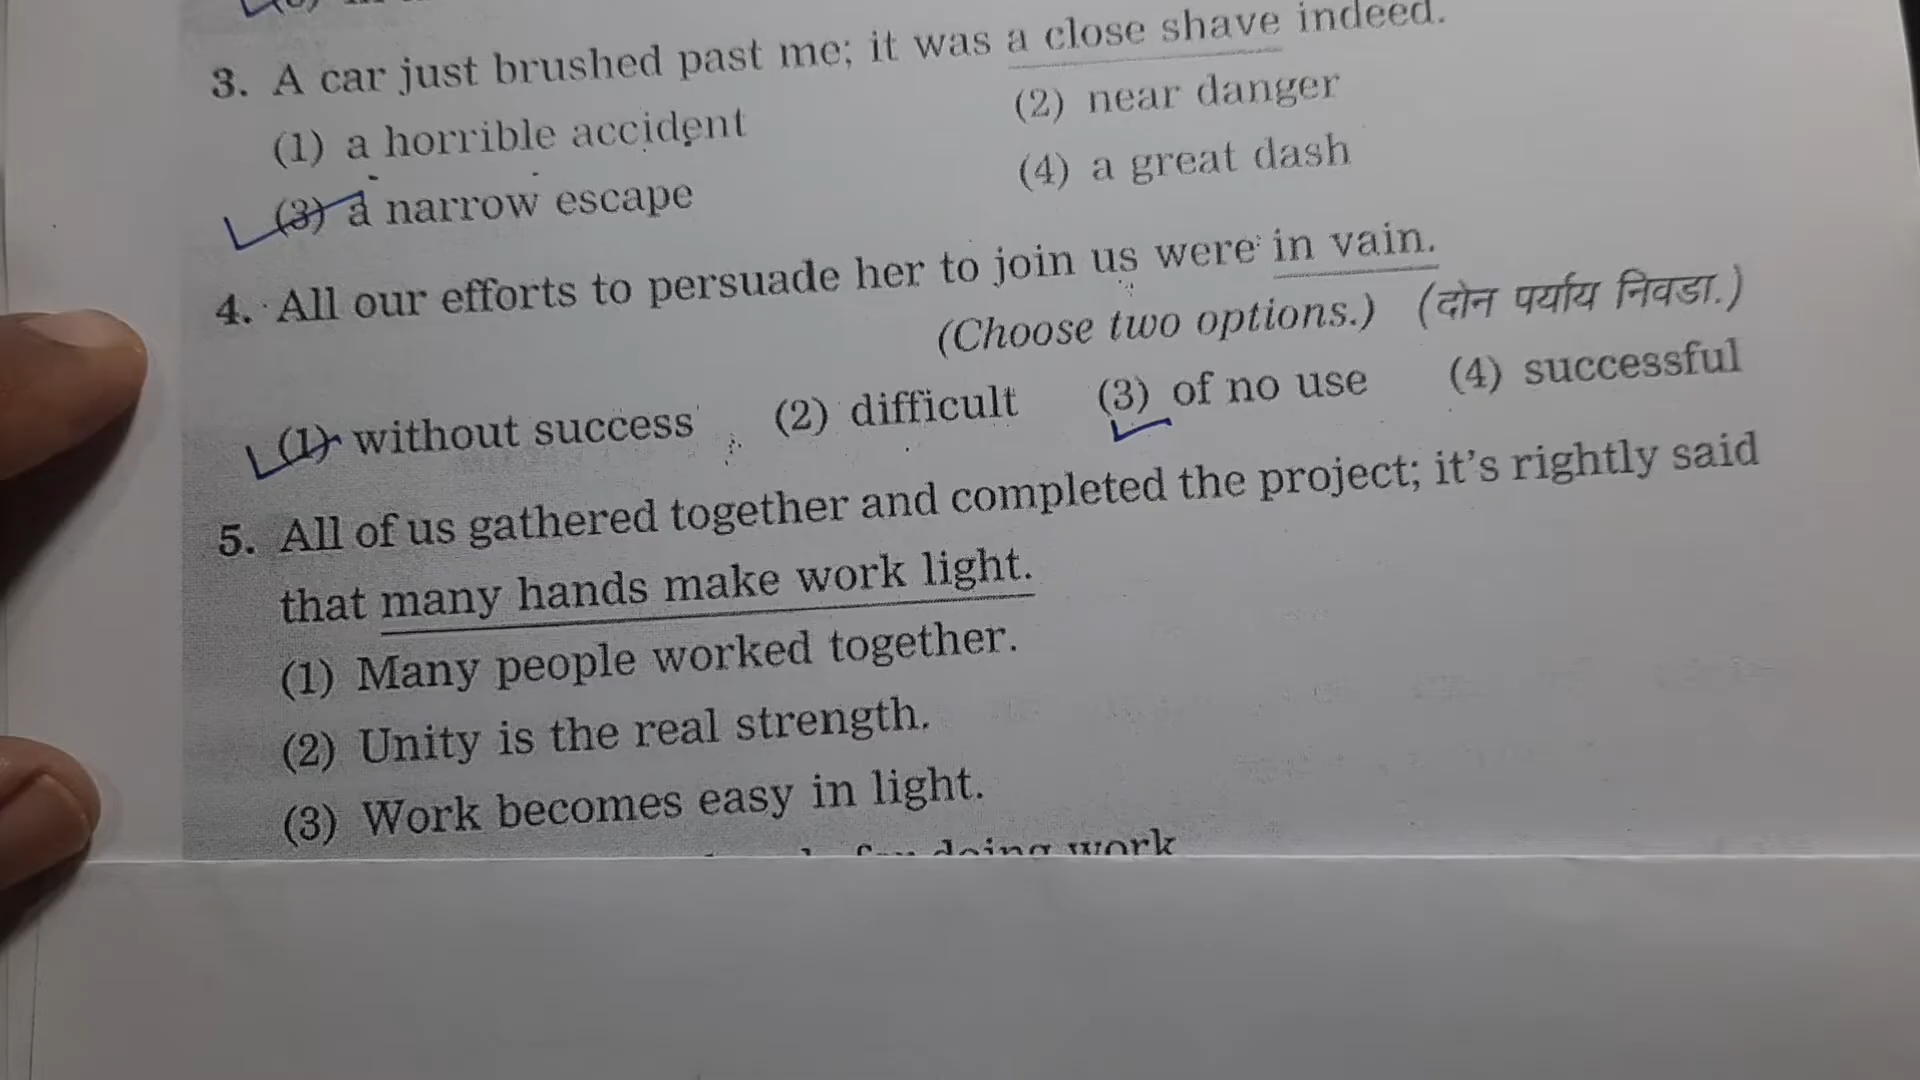 3. A car just brushed past me; it was a close shave indeed.
(1) a horrible accident (2) near danger
(3) a narrow escape (4) a great dash
4. All our efforts to persuade her to join us were in vain.
(Choose two options.) (दोन पर्याय निवडा.)
(1) without success (2) difficult (3) of no use (4) successful
5. All of us gathered together and completed the project; it's rightly said
that many hands make work light.
(1) Many people worked together.
(2) Unity is the real strength.
(3) Work becomes easy in light.
doing work